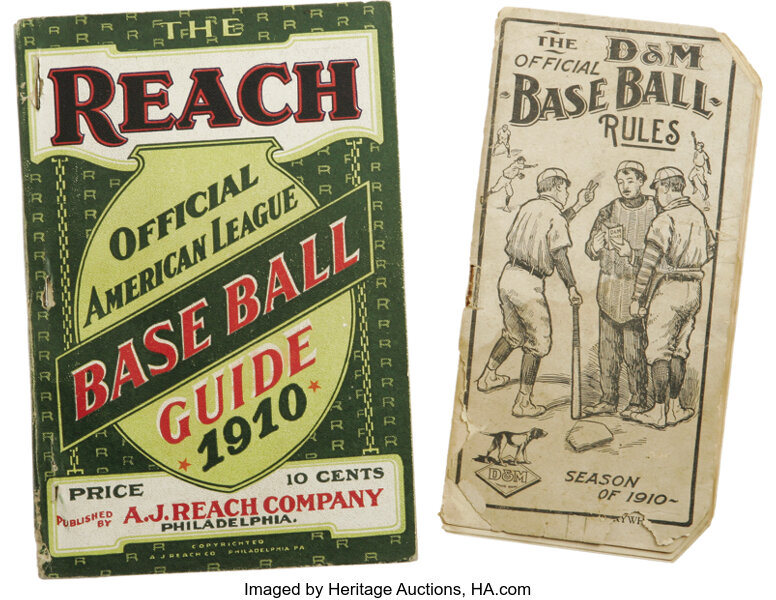 THE
REACH
OFFICIAL
AMERICAN LEAGUE
BASE BALL
GUIDE
1910
PRICE 10 CENTS
PUBLISHED BY A.J. REACH COMPANY
PHILADELPHIA.
COPYRIGHTED
A J REACH CO PHILADELPHIA PA
THE D&M
OFFICIAL
BASE BALL
RULES
D&M
SEASON
OF 1910
Imaged by Heritage Auctions, HA.com